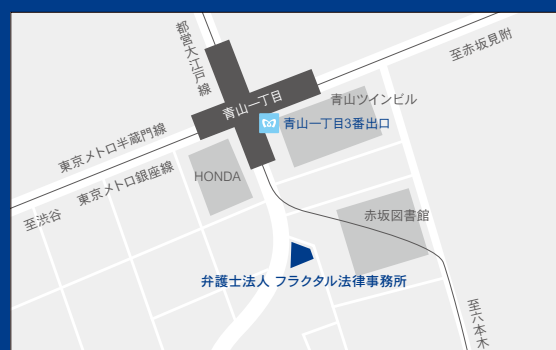 都営大江戸線
至赤坂見附
青山一丁目
青山ツインビル
青山一丁目3番出口
東京メトロ半蔵門線
東京メトロ銀座線
HONDA
至渋谷
赤坂図書館
弁護士法人 フラクタル法律事務所
至六本木